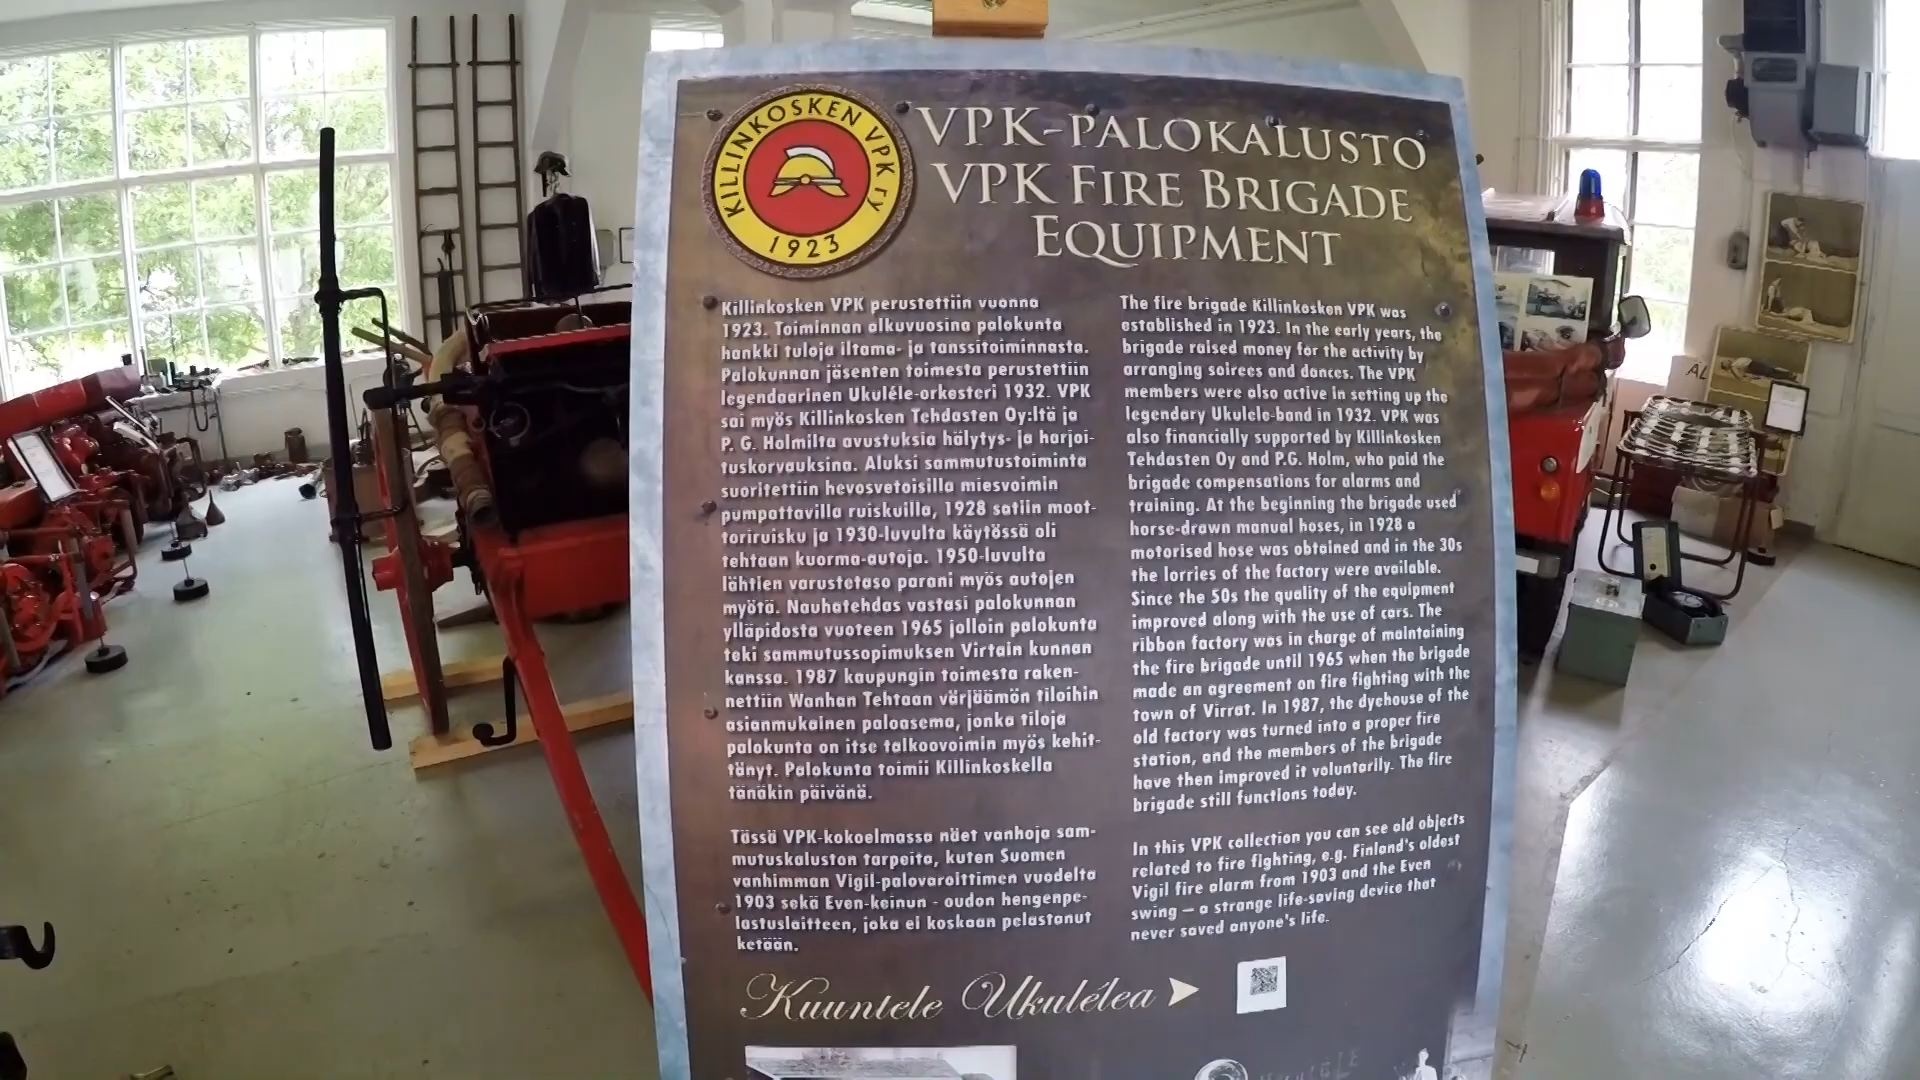 KILLINKOSKEN VPK RY
1923
VPK-PALOKALUSTO
VPK FIRE BRIGADE
EQUIPMENT
Killinkosken VPK perustettiin vuonna
1923. Toiminnan alkuvuosina palokunta
hankki tuloja iltama- ja tanssitoiminnasta.
Palokunnan jäsenten toimesta perustettiin
legendaarinen Ukuléle-orkesteri 1932. VPK
sai myös Killinkosken Tehdasten Oy:ltä ja
P. G. Holmilta avustuksia hälytys- ja harjoi-
tuskorvauksina. Aluksi sammutustoiminta
suoritettiin hevosvetoisilla miesvoimin
pumpattavilla ruiskuilla, 1928 satiin moot-
toriruisku ja 1930-luvulta käytössä oli
tehtaan kuorma-autoja. 1950-luvulta
lähtien varustetaso parani myös autojen
myötä. Nauhatehdas vastasi palokunnan
ylläpidosta vuoteen 1965 jolloin palokunta
teki sammutussopimuksen Virtain kunnan
kanssa. 1987 kaupungin toimesta raken-
nettiin Wanhan Tehtaan värjäämön tiloihin
asianmukainen paloasema, jonka tiloja
palokunta on itse talkoovoimin myös kehit-
tänyt. Palokunta toimii Killinkoskella
tänäkin päivänä.
Tässä VPK-kokoelmassa näet vanhoja sam-
mutuskaluston tarpeita, kuten Suomen
vanhimman Vigil-palovaroittimen vuodelta
1903 sekä Even-keinun - oudon hengenpe-
lastuslaitteen, joka ei koskaan pelastanut
ketään.
The fire brigade Killinkosken VPK was
established in 1923. In the early years, the
brigade raised money for the activity by
arranging soirees and dances. The VPK
members were also active in setting up the
legendary Ukulele-band in 1932. VPK was
also financially supported by Killinkosken
Tehdasten Oy and P.G. Holm, who paid the
brigade compensations for alarms and
training. At the beginning the brigade used
horse-drawn manual hoses, in 1928 a
motorised hose was obtained and in the 30s
the lorries of the factory were available.
Since the 50s the quality of the equipment
improved along with the use of cars. The
ribbon factory was in charge of maintaining
the fire brigade until 1965 when the brigade
made an agreement on fire fighting with the
town of Virrat. In 1987, the dyehouse of the
old factory was turned into a proper fire
station, and the members of the brigade
have then improved it voluntarily. The fire
brigade still functions today.
In this VPK collection you can see old objects
related to fire fighting, e.g. Finland's oldest
Vigil fire alarm from 1903 and the Even
swing – a strange life-saving device that
never saved anyone's life.
Kuuntele Ukulélea